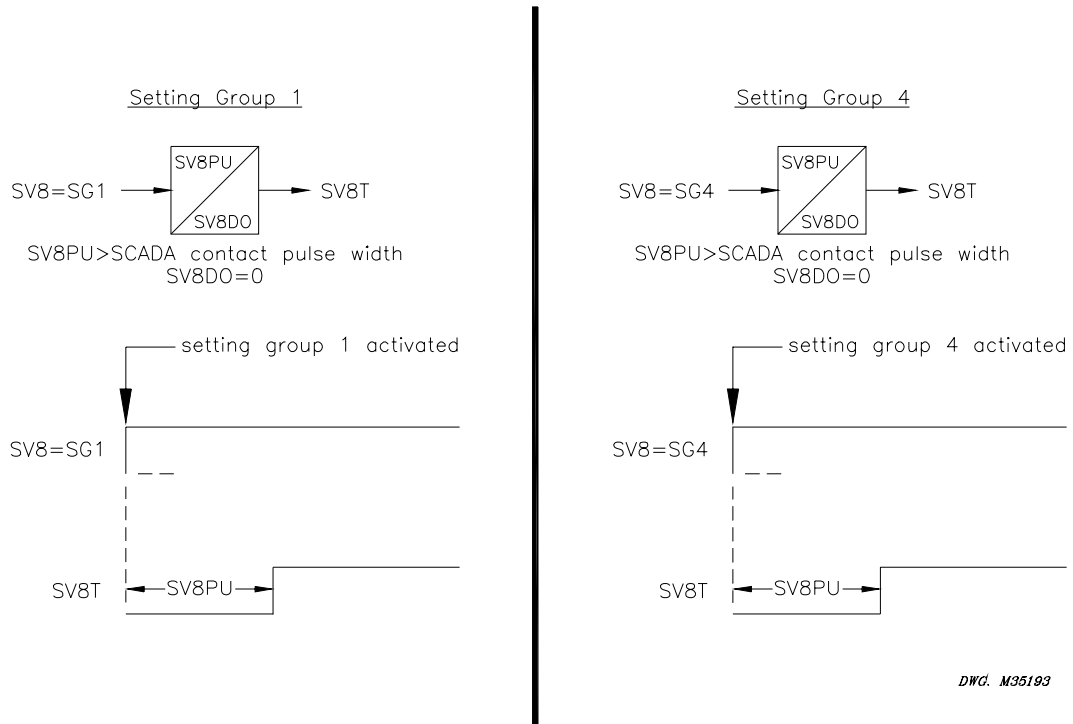 Setting Group 1
SV8PU
SV8=SG1
SV8T
SV8DO
SV8PU>SCADA contact pulse width
SV8DO=0
setting group 1 activated
SV8=SG1
SV8T
SV8PU
Setting Group 4
SV8PU
SV8=SG4
SV8T
SV8DO
SV8PU>SCADA contact pulse width
SV8DO=0
setting group 4 activated
SV8=SG4
SV8T
SV8PU
DWG. M35193